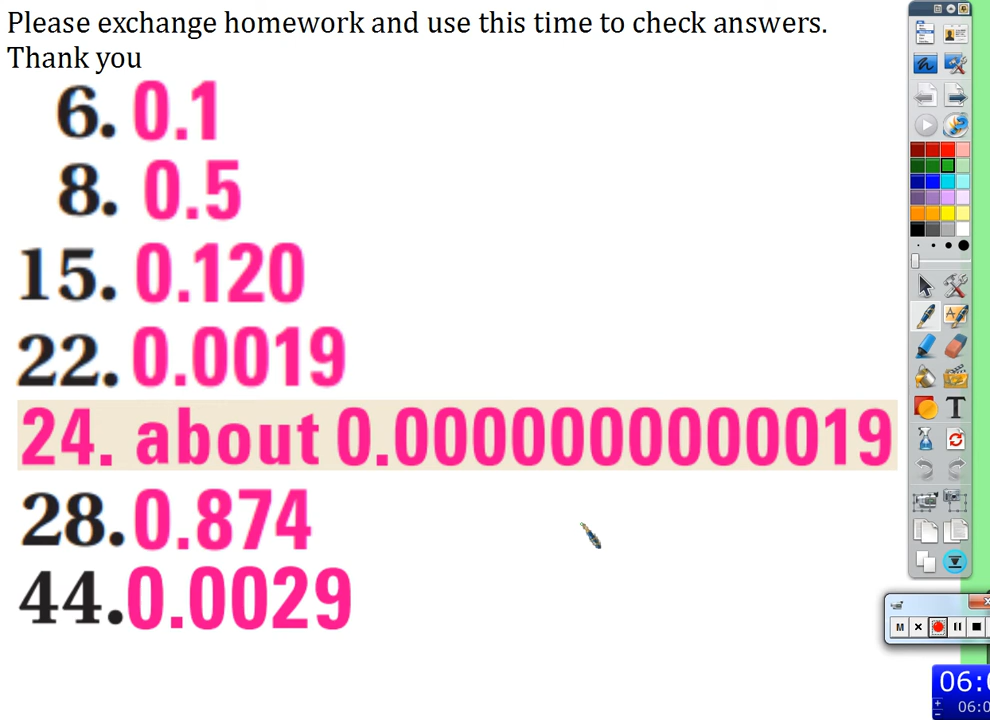 Please exchange homework and use this time to check answers.
Thank you
6. 0.1
8. 0.5
15. 0.120
22. 0.0019
24. about 0.0000000000019
28. 0.874
44. 0.0029
M
T